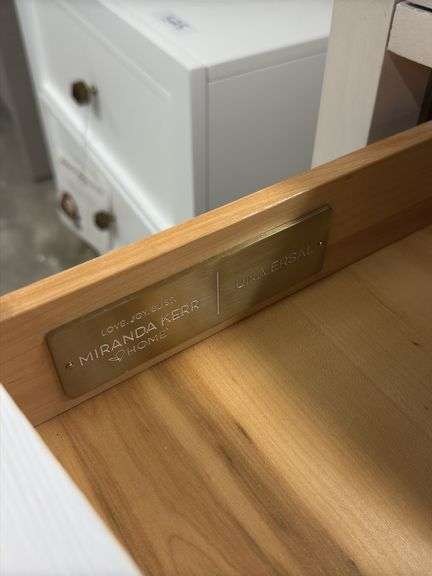 LOVE. JOY. BLISS.
MIRANDA KERR
HOME
UNIVERSAL